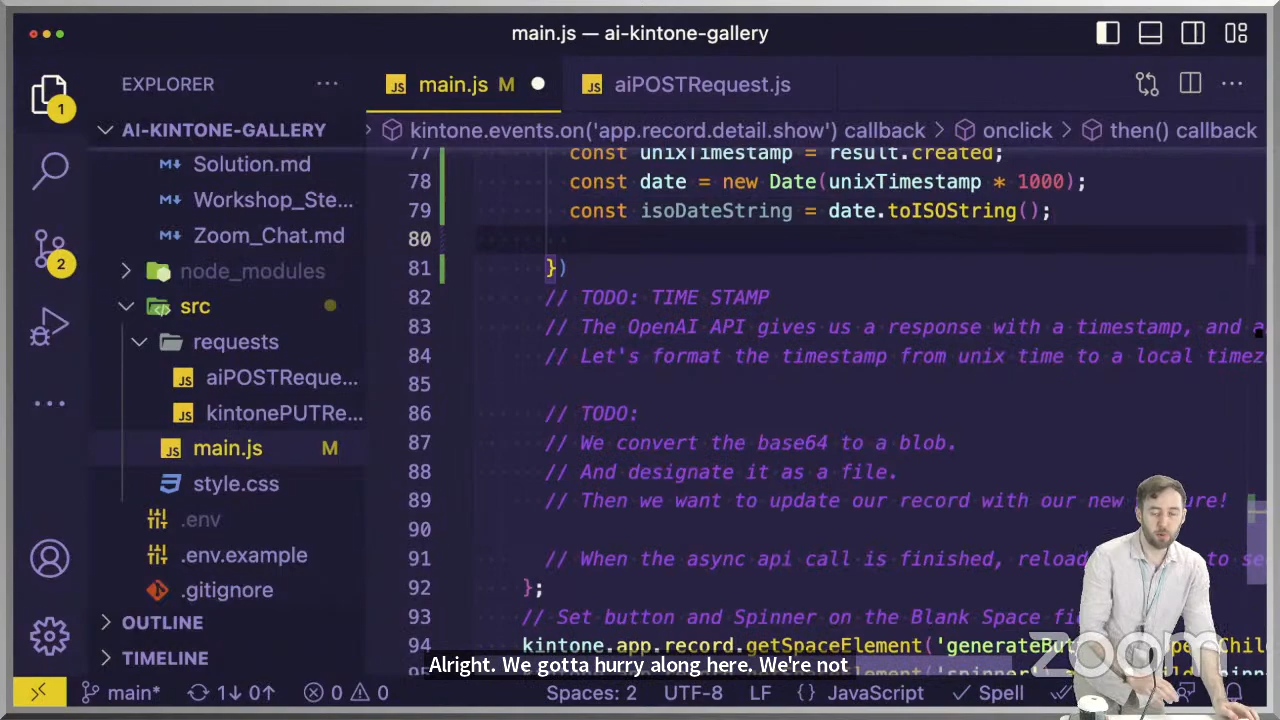 main.js — ai-kintone-gallery
EXPLORER
main.js M
aiPOSTRequest.js
1
AI-KINTONE-GALLERY
kintone.events.on('app.record.detail.show') callback > onclick > then() callback
Solution.md
Workshop_Ste...
Zoom_Chat.md
node_modules
src
requests
aiPOSTReque...
kintonePUTRe...
main.js M
style.css
.env
.env.example
.gitignore
OUTLINE
TIMELINE
2
77 const unixTimestamp = result.created;
78 const date = new Date(unixTimestamp * 1000);
79 const isoDateString = date.toISOString();
80
81 })
82 // TODO: TIME STAMP
83 // The OpenAI API gives us a response with a timestamp, and a
84 // Let's format the timestamp from unix time to a local timez
85
86 // TODO:
87 // We convert the base64 to a blob.
88 // And designate it as a file.
89 // Then we want to update our record with our new
90
91 // When the async api call is finished, reload
92 };
93 // Set button and Spinner on the Blank Space
94 kintone.app.record.getSpaceElement('generateBu
Alright. We gotta hurry along here. We're not
zoom
main* 1↓ 0↑ 0 0 Spaces: 2 UTF-8 LF {} JavaScript Spell